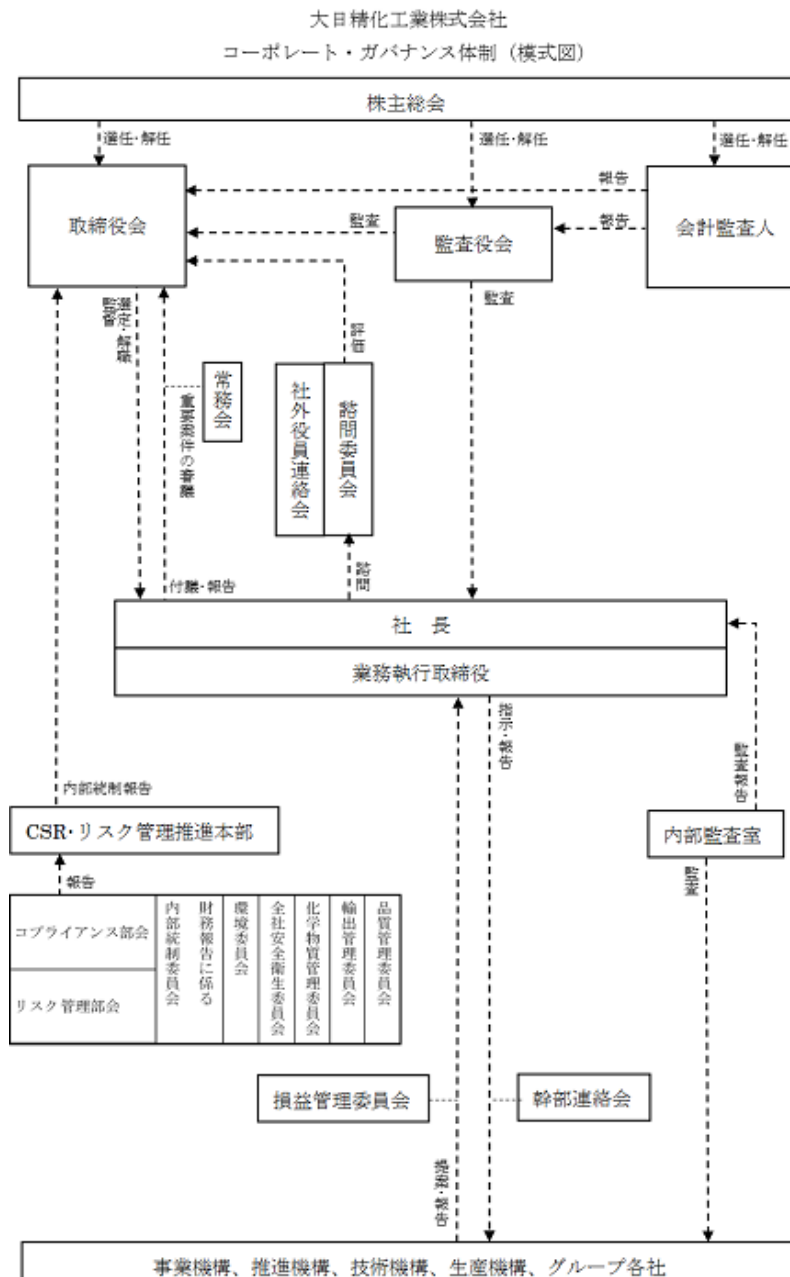 大日精化工業株式会社
コーポレート・ガバナンス体制（模式図）
株主総会
選任・解任
選任・解任
選任・解任
取締役会
監査役会
会計監査人
報告
報告
監査
監査
選定・解職
監督
常務会
重要案件の審議
評価
社外役員連絡会
諮問委員会
付議・報告
諮問
社　長
業務執行取締役
指示・報告
監査報告
内部統制報告
CSR・リスク管理推進本部
内部監査室
監査
報告
コプライアンス部会
リスク管理部会
財務報告に係る
内部統制委員会
環境委員会
全社安全衛生委員会
化学物質管理委員会
輸出管理委員会
品質管理委員会
損益管理委員会
幹部連絡会
事業機構、推進機構、技術機構、生産機構、グループ各社